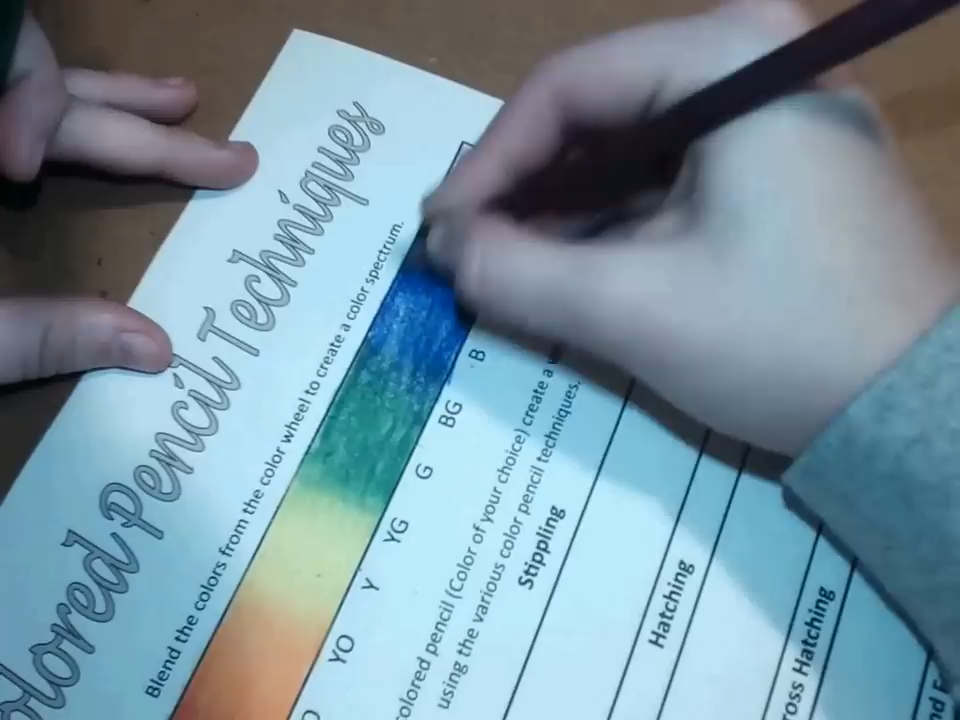 Colored Pencil Techniques
Blend the colors from the color wheel to create a color spectrum.
YO Y YG G BG B
colored pencil (Color of your choice) create a
using the various color pencil techniques.
Stippling
Hatching
Cross Hatching